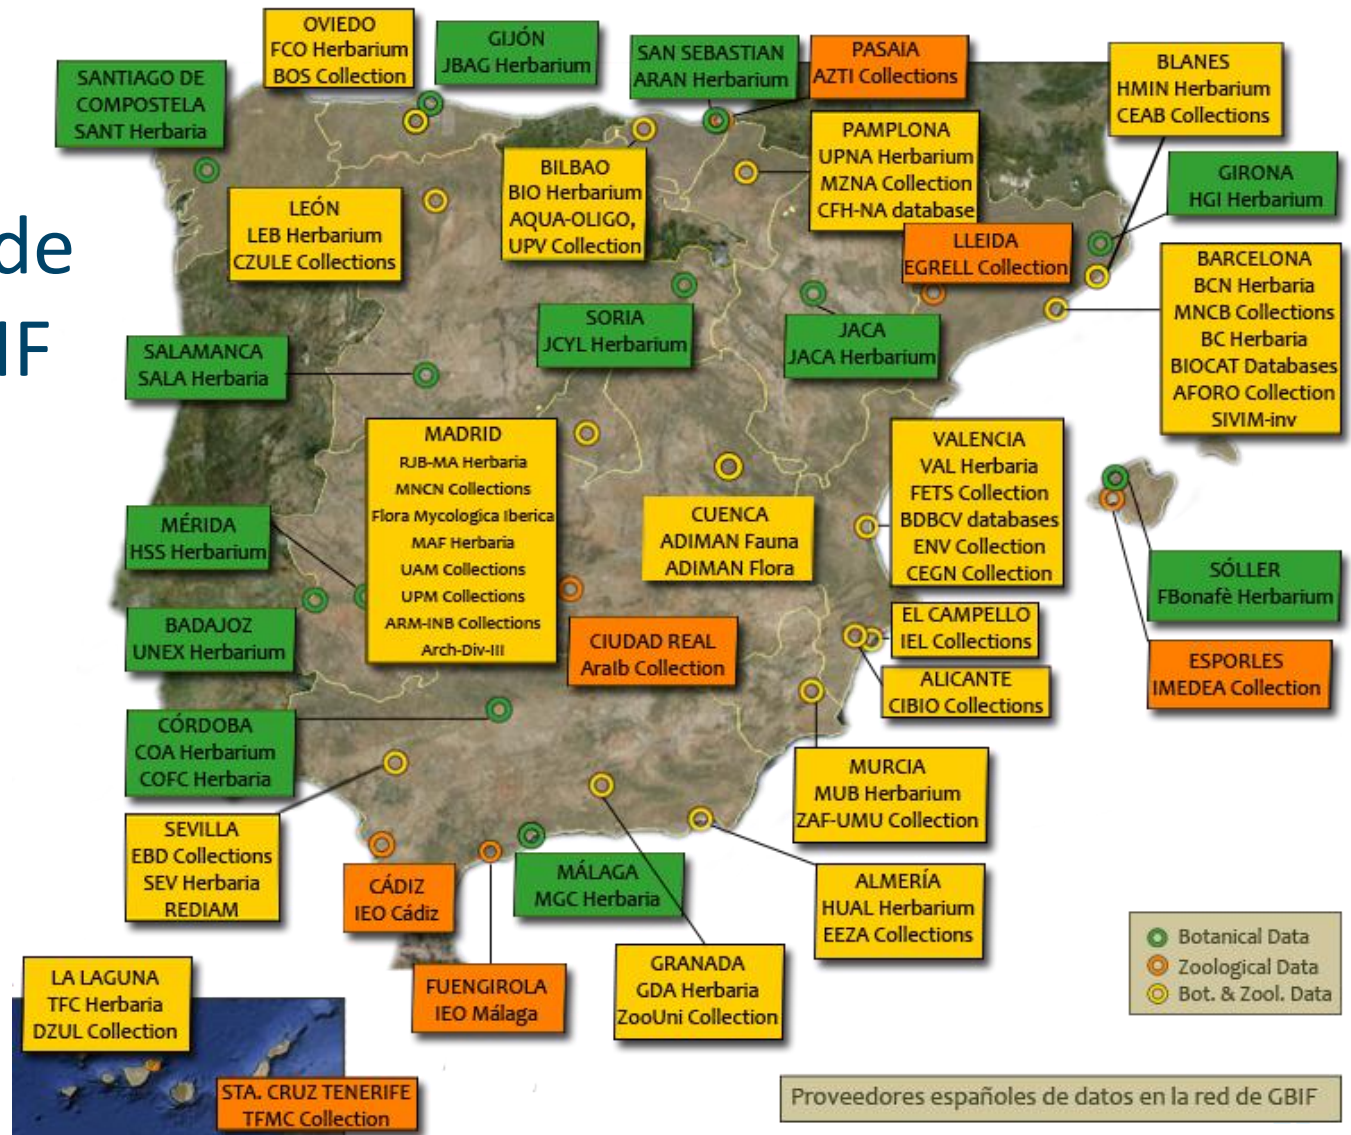 de
IF
OVIEDO
FCO Herbarium
BOS Collection
GIJÓN
JBAG Herbarium
SAN SEBASTIAN
ARAN Herbarium
PASAIA
AZTI Collections
BLANES
HMIN Herbarium
CEAB Collections
SANTIAGO DE
COMPOSTELA
SANT Herbaria
PAMPLONA
UPNA Herbarium
MZNA Collection
CFH-NA database
BILBAO
BIO Herbarium
AQUA-OLIGO,
UPV Collection
GIRONA
HGI Herbarium
LEÓN
LEB Herbarium
CZULE Collections
LLEIDA
EGRELL Collection
BARCELONA
BCN Herbaria
MNCB Collections
BC Herbaria
BIOCAT Databases
AFORO Collection
SIVIM-inv
SORIA
JCYL Herbarium
JACA
JACA Herbarium
SALAMANCA
SALA Herbaria
MADRID
RJB-MA Herbaria
MNCN Collections
Flora Mycologica Iberica
MAF Herbaria
UAM Collections
UPM Collections
ARM-INB Collections
Arch-Div-III
VALENCIA
VAL Herbaria
FETS Collection
BDBCV databases
ENV Collection
CEGN Collection
CUENCA
ADIMAN Fauna
ADIMAN Flora
MÉRIDA
HSS Herbarium
SÓLLER
FBonafè Herbarium
BADAJOZ
UNEX Herbarium
CIUDAD REAL
AraIb Collection
EL CAMPELLO
IEL Collections
ESPORLES
IMEDEA Collection
ALICANTE
CIBIO Collections
CÓRDOBA
COA Herbarium
COFC Herbaria
MURCIA
MUB Herbarium
ZAF-UMU Collection
SEVILLA
EBD Collections
SEV Herbaria
REDIAM
CÁDIZ
IEO Cádiz
MÁLAGA
MGC Herbaria
ALMERÍA
HUAL Herbarium
EEZA Collections
FUENGIROLA
IEO Málaga
GRANADA
GDA Herbaria
ZooUni Collection
LA LAGUNA
TFC Herbaria
DZUL Collection
STA. CRUZ TENERIFE
TFMC Collection
Botanical Data
Zoological Data
Bot. & Zool. Data
Proveedores españoles de datos en la red de GBIF